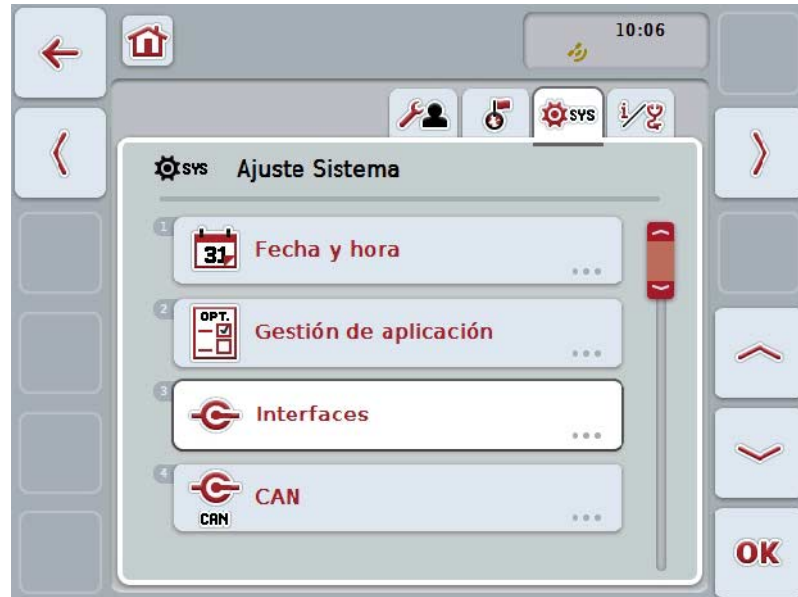 10:06
SYS
i/
SYS Ajuste Sistema
1
31
Fecha y hora
2
OPT.
Gestión de aplicación
3
Interfaces
4
CAN
CAN
OK